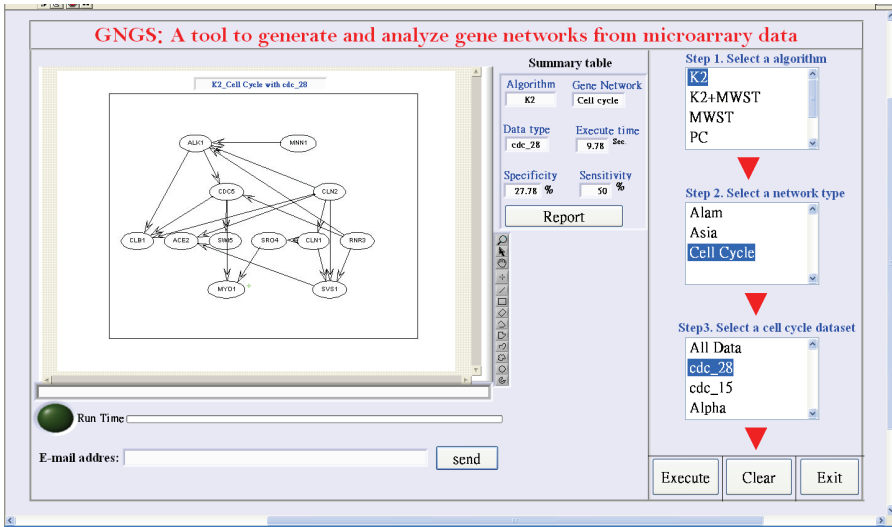 GNGS: A tool to generate and analyze gene networks from microarrary data
K2_Cell Cycle with cdc_28
ALK1
MNN1
CDC5
CLN2
CLB1
ACE2
SWI5
SRO4
CLN1
RNR3
MYO1
SVS1
Summary table
Algorithm
Gene Network
K2
Cell cycle
Data type
Execute time
cdc_28
9.78 Sec
Specificity
Sensitivity
27.78 %
50 %
Report
Run Time
E-mail addres:
send
Step 1. Select a algorithm
K2
K2+MWST
MWST
PC
Step 2. Select a network type
Alam
Asia
Cell Cycle
Step3. Select a cell cycle dataset
All Data
cdc_28
cdc_15
Alpha
Execute
Clear
Exit